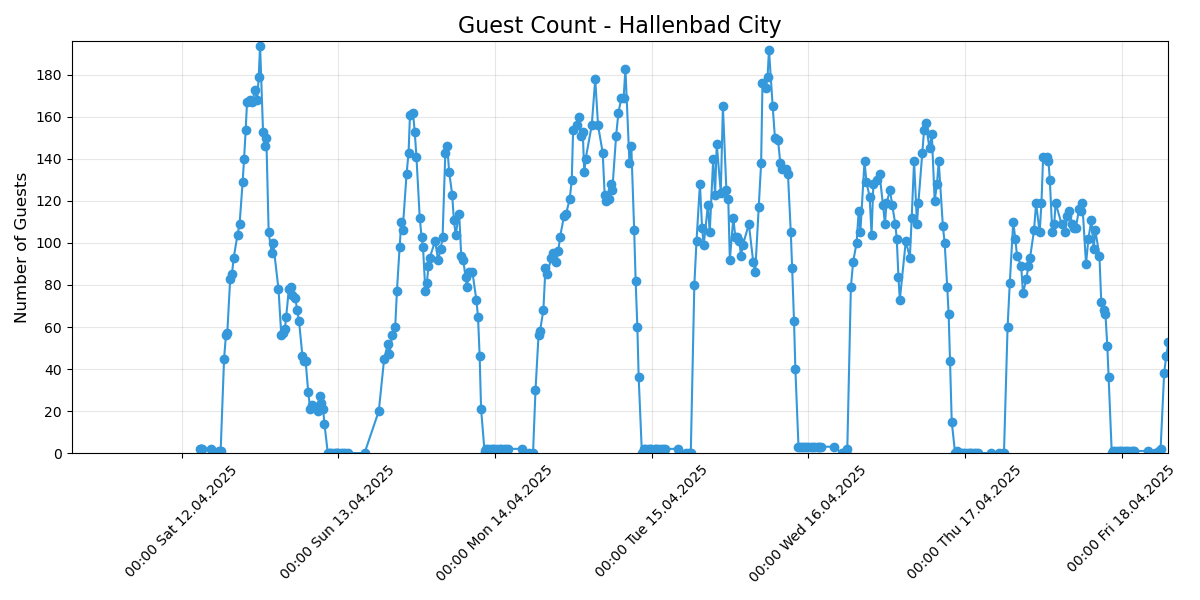 Guest Count - Hallenbad City
Number of Guests
180
160
140
120
100
80
60
40
20
0
00:00 Sat 12.04.2025
00:00 Sun 13.04.2025
00:00 Mon 14.04.2025
00:00 Tue 15.04.2025
00:00 Wed 16.04.2025
00:00 Thu 17.04.2025
00:00 Fri 18.04.2025